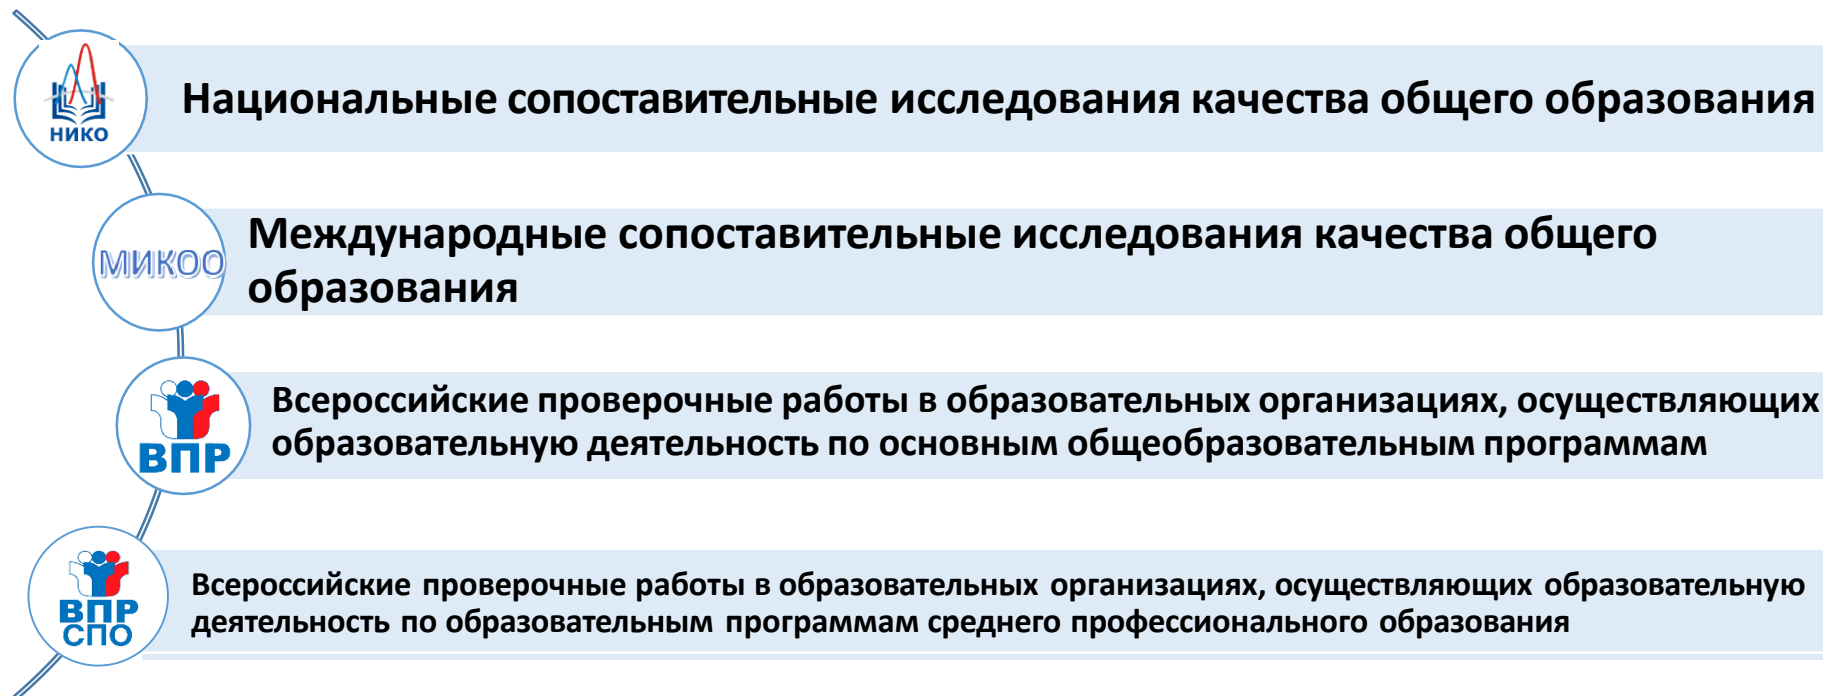 НИКО
Национальные сопоставительные исследования качества общего образования
МИКОО
Международные сопоставительные исследования качества общего
образования
ВПР
Всероссийские проверочные работы в образовательных организациях, осуществляющих
образовательную деятельность по основным общеобразовательным программам
ВПР
СПО
Всероссийские проверочные работы в образовательных организациях, осуществляющих образовательную
деятельность по образовательным программам среднего профессионального образования